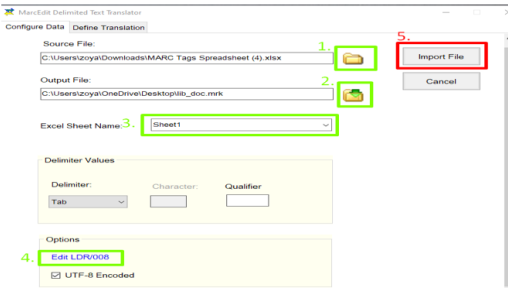 MarcEdit Delimited Text Translator
Configure Data Define Translation
Source File:
1.
5.
C:\Users\zoya\Downloads\MARC Tags Spreadsheet (4).xlsx
Import File
Output File:
2.
Cancel
C:\Users\zoya\OneDrive\Desktop\lib_doc.mrk
Excel Sheet Name:
3.
Sheet1
Delimiter Values
Delimiter: Character: Qualifier
Tab
Options
4.
Edit LDR/008
UTF-8 Encoded